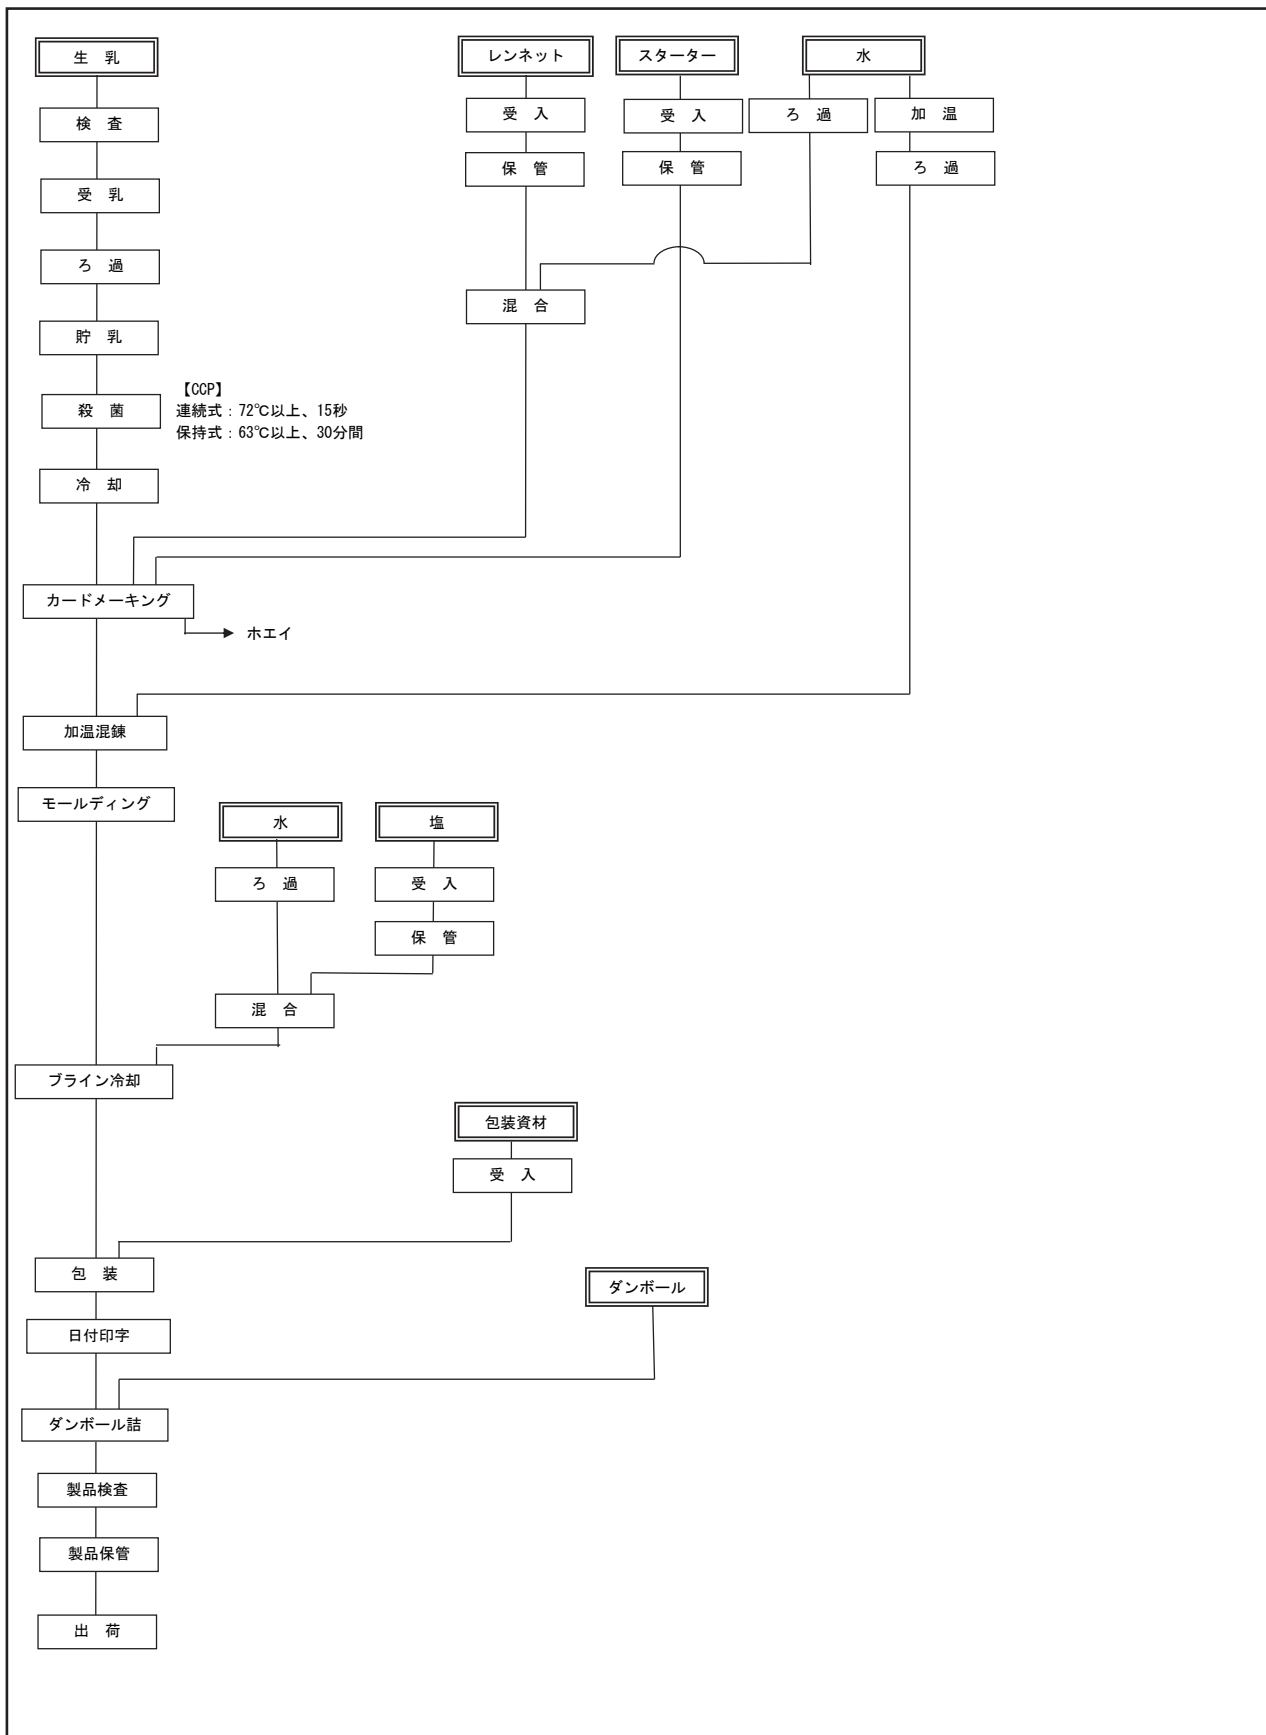 生　乳
レンネット
スターター
水
検　査
受　入
受　入
ろ　過
加　温
保　管
保　管
ろ　過
受　乳
ろ　過
混　合
貯　乳
【CCP】
殺　菌
連続式：72℃以上、15秒
保持式：63℃以上、30分間
冷　却
カードメーキング
ホエイ
加温混錬
モールディング
水
塩
ろ　過
受　入
保　管
混　合
ブライン冷却
包装資材
受　入
包　装
ダンボール
日付印字
ダンボール詰
製品検査
製品保管
出　荷